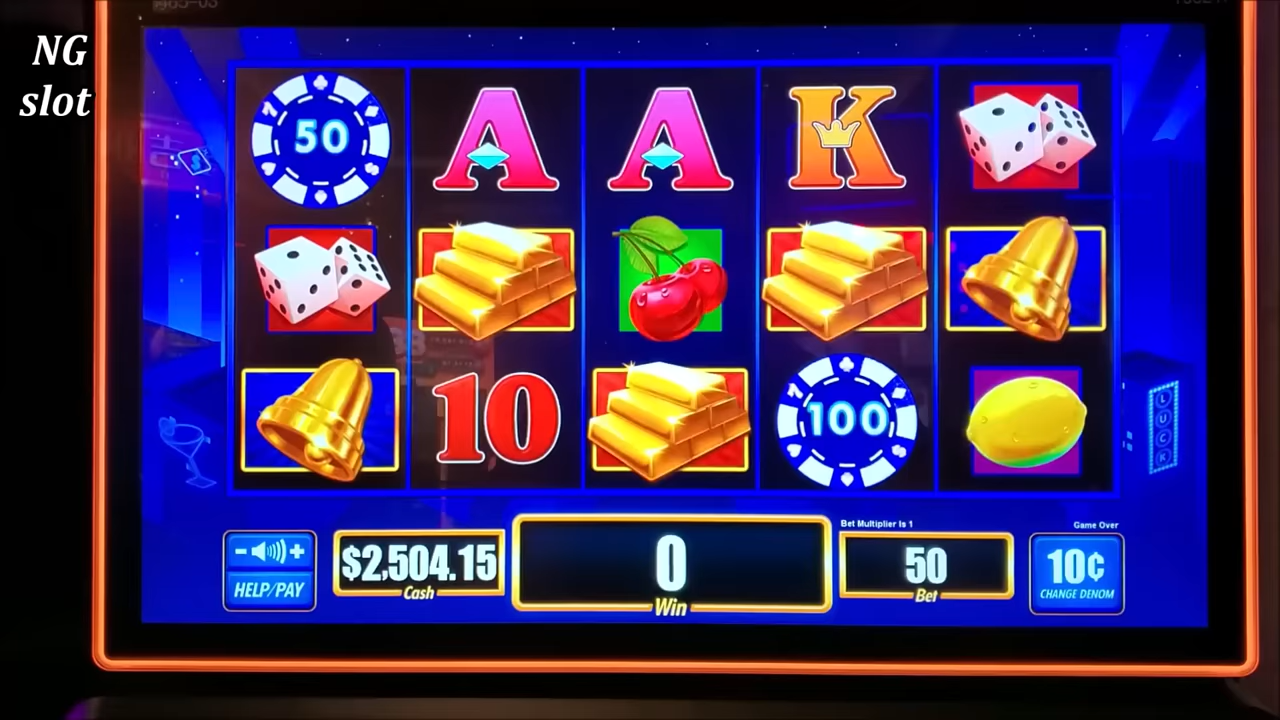 NG
slot
50
A
A
K
10
100
L
U
C
K
Bet Multiplier Is 1
Game Over
- +
HELP/PAY
$2,504.15
Cash
0
Win
50
Bet
10¢
CHANGE DENOM